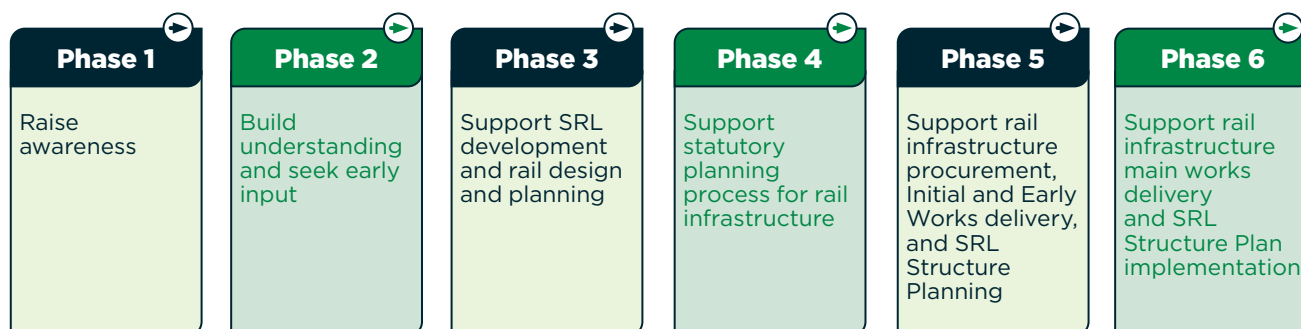 Phase 1
Raise
awareness
Phase 2
Build
understanding
and seek early
input
Phase 3
Support SRL
development
and rail design
and planning
Phase 4
Support
statutory
planning
process for rail
infrastructure
Phase 5
Support rail
infrastructure
procurement,
Initial and Early
Works delivery,
and SRL
Structure
Planning
Phase 6
Support rail
infrastructure
main works
delivery
and SRL
Structure Plan
implementation